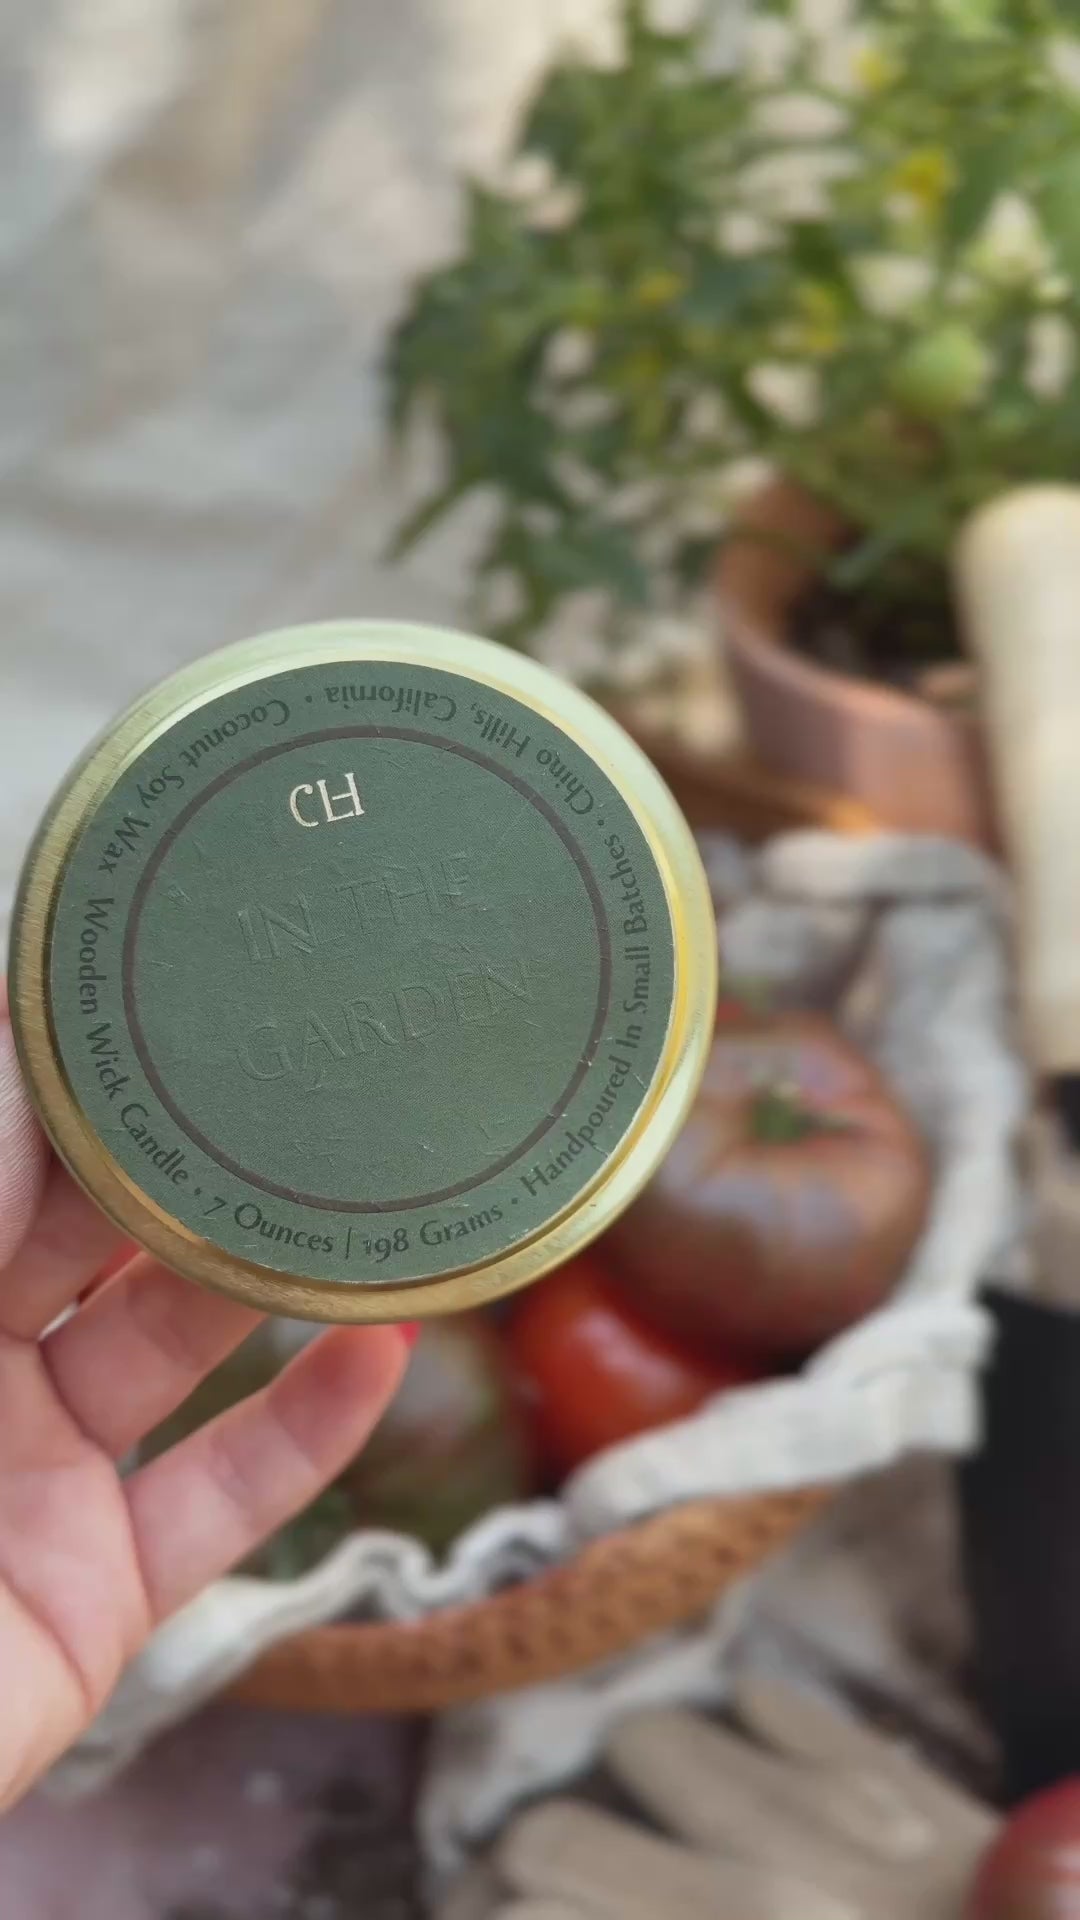 CH
IN THE
GARDEN
Coconut Soy Wax Wooden Wick Candle • 7 Ounces | 198 Grams • Handpoured In Small Batches • Chino Hills, California •